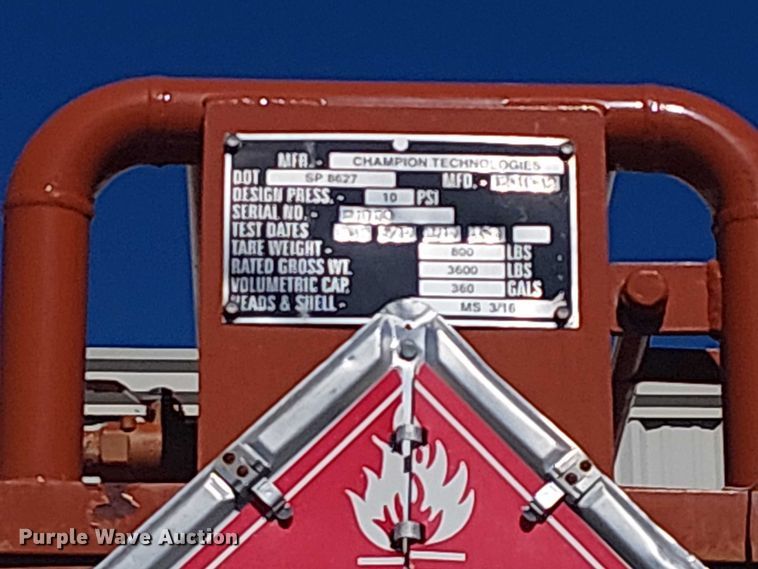 MFR. - CHAMPION TECHNOLOGIES
DOT SP 8627 MFD. -
DESIGN PRESS. - 10 PSI
SERIAL NO. -
TEST DATES
TARE WEIGHT - 800 LBS
RATED GROSS WT. 3600 LBS
VOLUMETRIC CAP. 360 GALS
HEADS & SHELL - MS 3/16
Purple Wave Auction